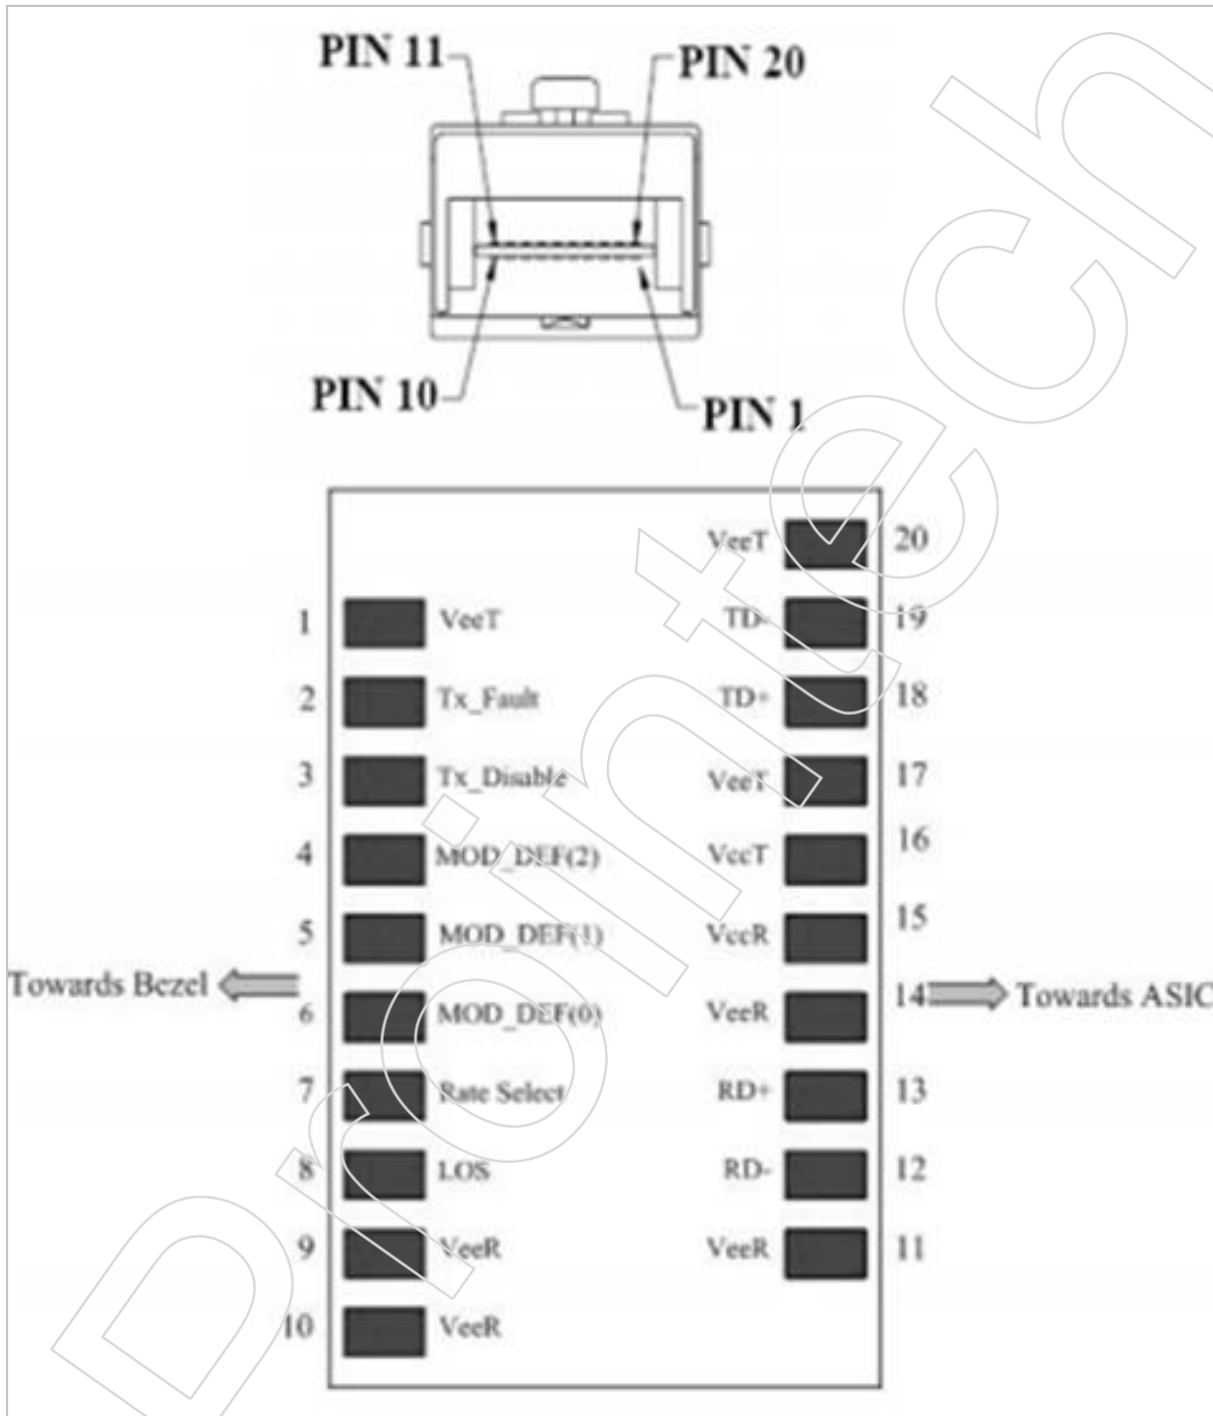 PIN 11
PIN 20
PIN 10
PIN 1
VeeT 20
1 VeeT
TD- 19
2 Tx_Fault
TD+ 18
3 Tx_Disable
VeeT 17
4 MOD_DEF(2)
VccT 16
5 MOD_DEF(1)
VccR 15
Towards Bezel
14 Towards ASIC
6 MOD_DEF(0)
VeeR
7 Rate Select
RD+ 13
8 LOS
RD- 12
9 VeeR
VeeR 11
10 VeeR
Printech